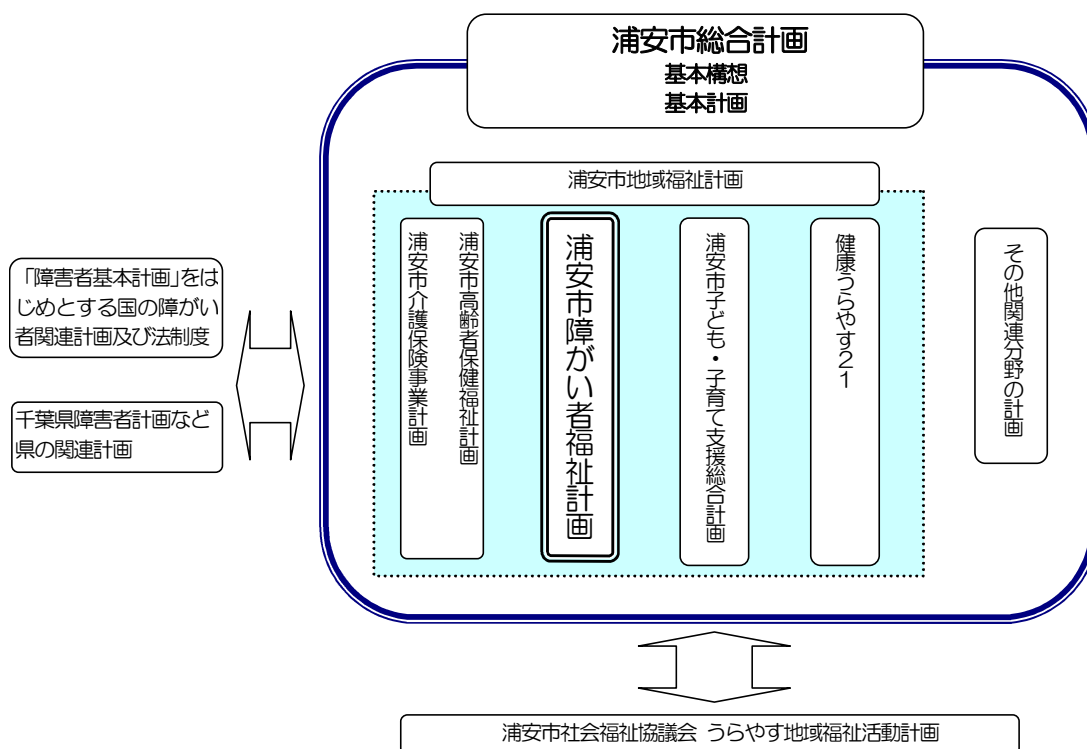 浦安市総合計画
基本構想
基本計画
浦安市地域福祉計画
「障害者基本計画」をは
じめとする国の障がい
者関連計画及び法制度
千葉県障害者計画など
県の関連計画
浦安市高齢者保健福祉計画
浦安市介護保険事業計画
浦安市障がい者福祉計画
浦安市子ども・子育て支援総合計画
健康うらやす21
その他関連分野の計画
浦安市社会福祉協議会 うらやす地域福祉活動計画